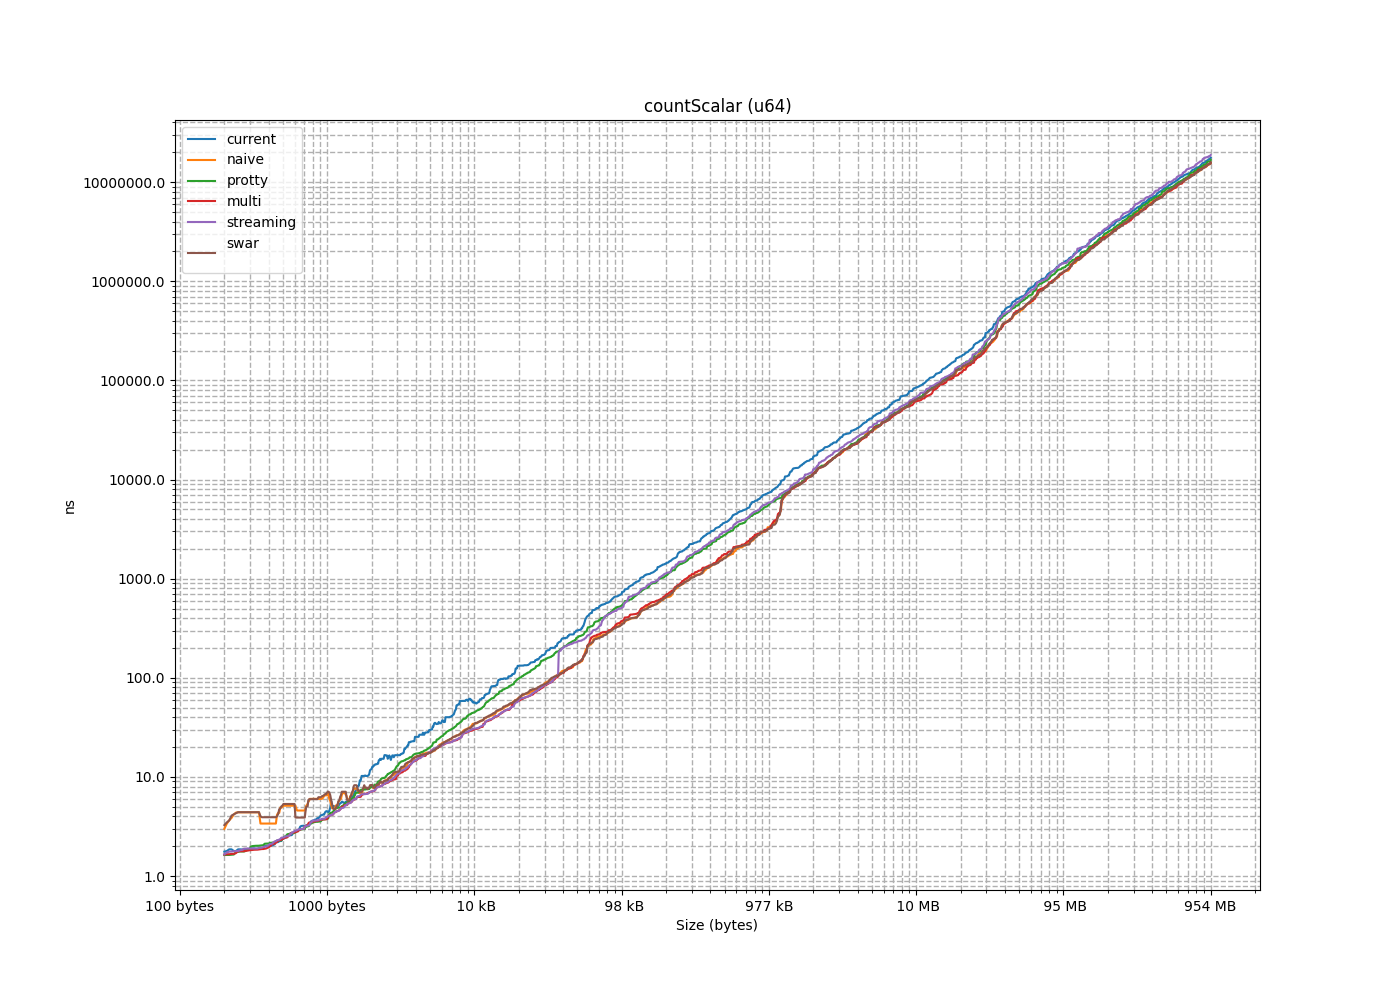 countScalar (u64)
current
naive
protty
multi
streaming
swar
10000000.0
1000000.0
100000.0
10000.0
1000.0
100.0
10.0
1.0
ns
100 bytes 1000 bytes 10 kB 98 kB 977 kB 10 MB 95 MB 954 MB
Size (bytes)